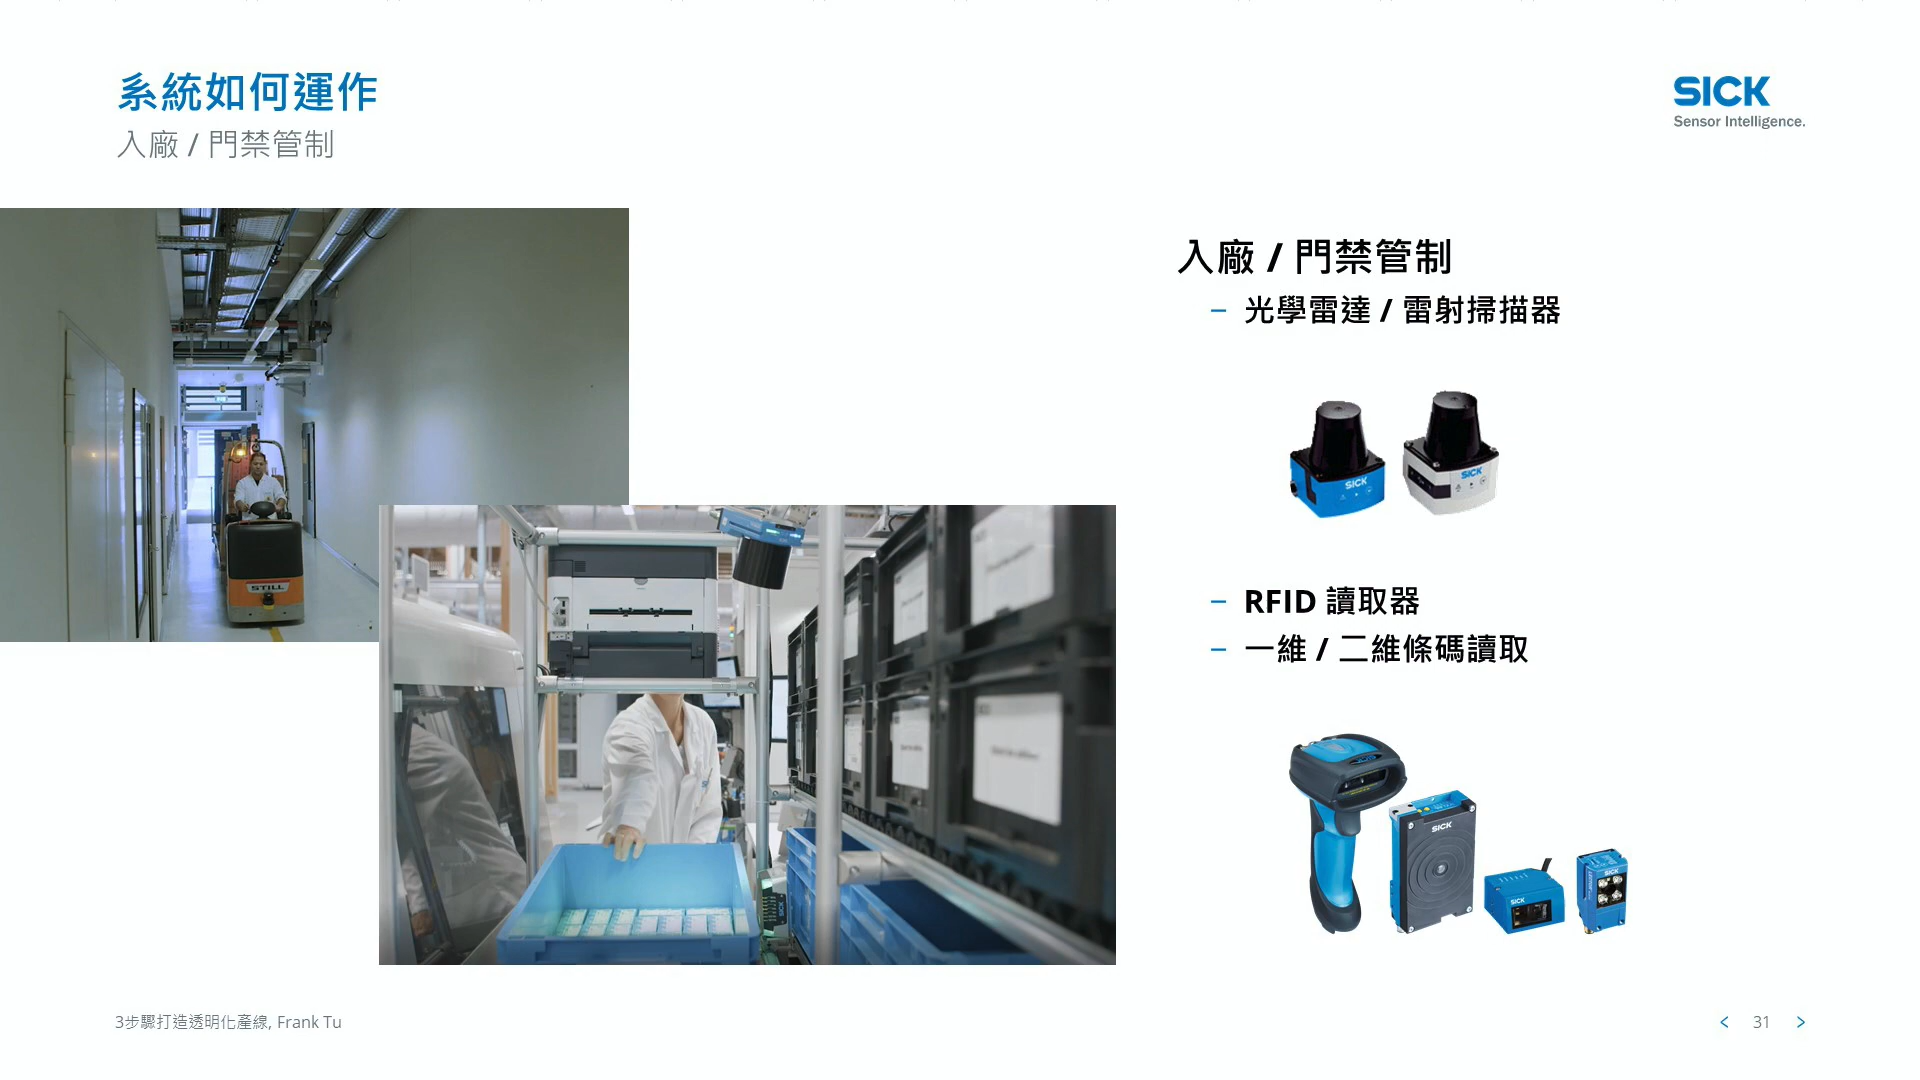 系統如何運作
入廠 / 門禁管制
SICK
Sensor Intelligence.
STILL
入廠 / 門禁管制
– 光學雷達 / 雷射掃描器
SICK
SICK
– RFID 讀取器
– 一維 / 二維條碼讀取
SICK
SICK
SICK
3步驟打造透明化產線, Frank Tu
< 31 >